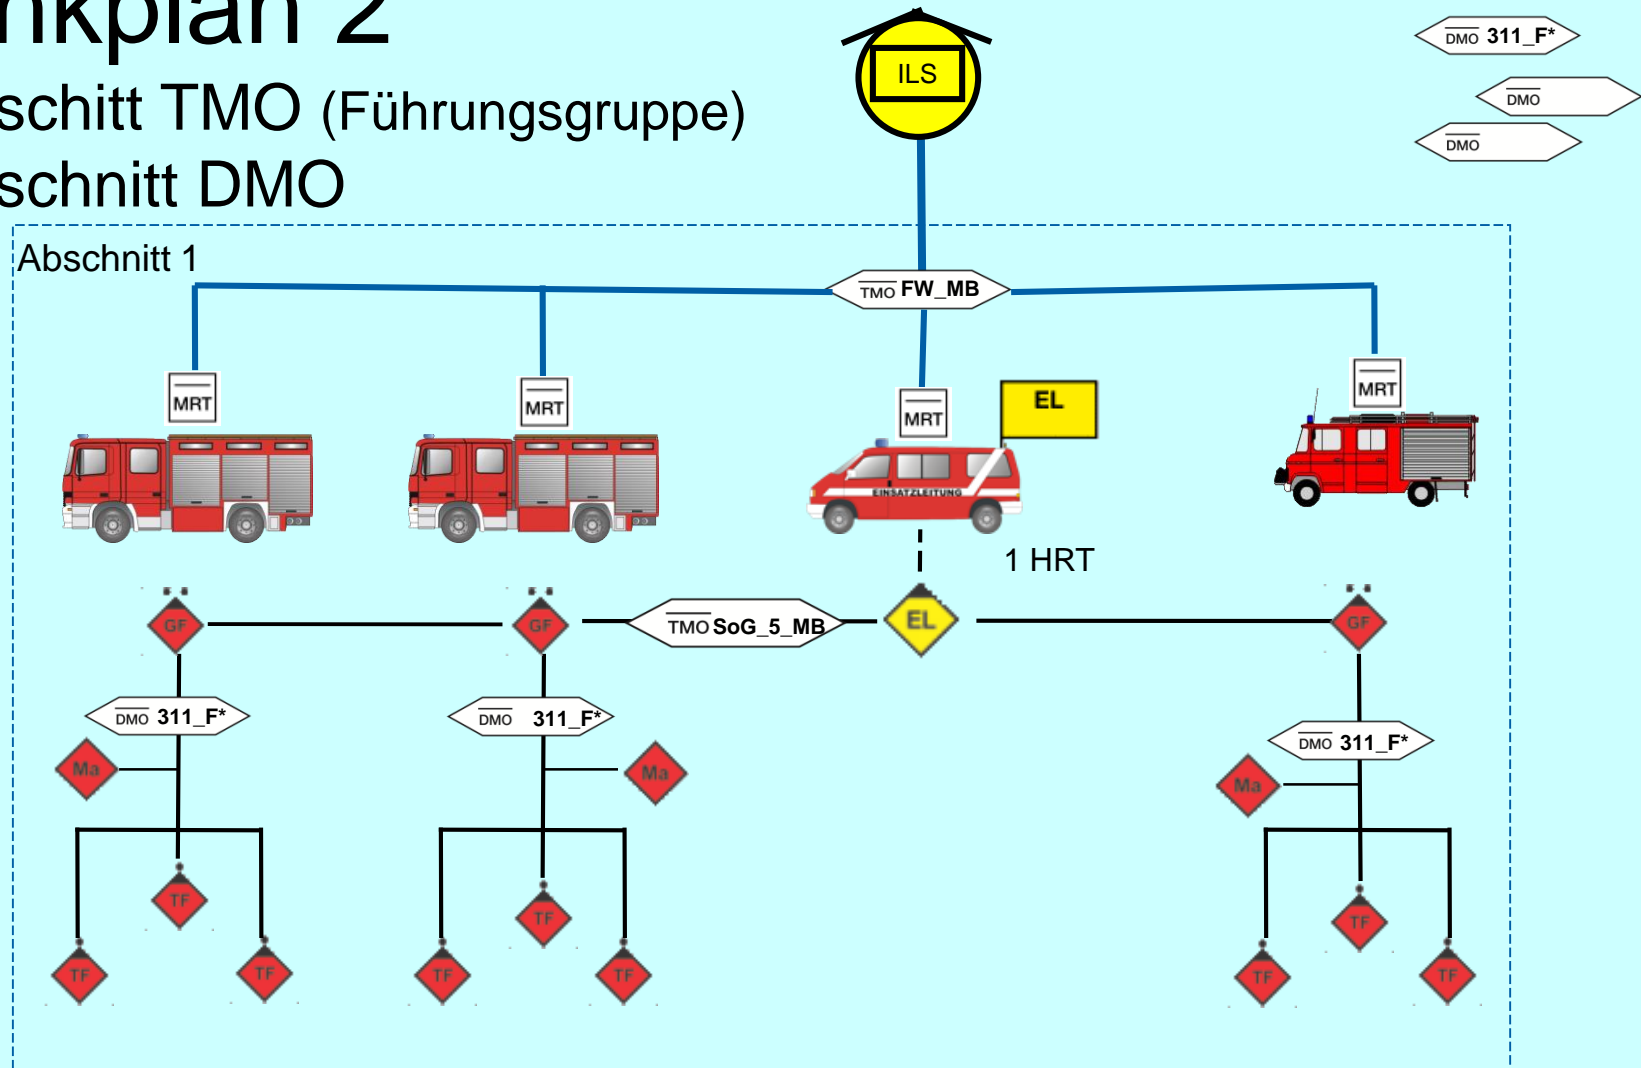 nkplan 2
schitt TMO (Führungsgruppe)
schnitt DMO
ILS
DMO 311_F*
DMO
DMO
Abschnitt 1
TMO FW_MB
MRT
MRT
MRT
MRT
EL
EINSATZLEITUNG
1 HRT
GF
GF
TMO SoG_5_MB
EL
GF
DMO 311_F*
DMO 311_F*
DMO 311_F*
Ma
Ma
Ma
TF
TF
TF
TF
TF
TF
TF
TF
TF